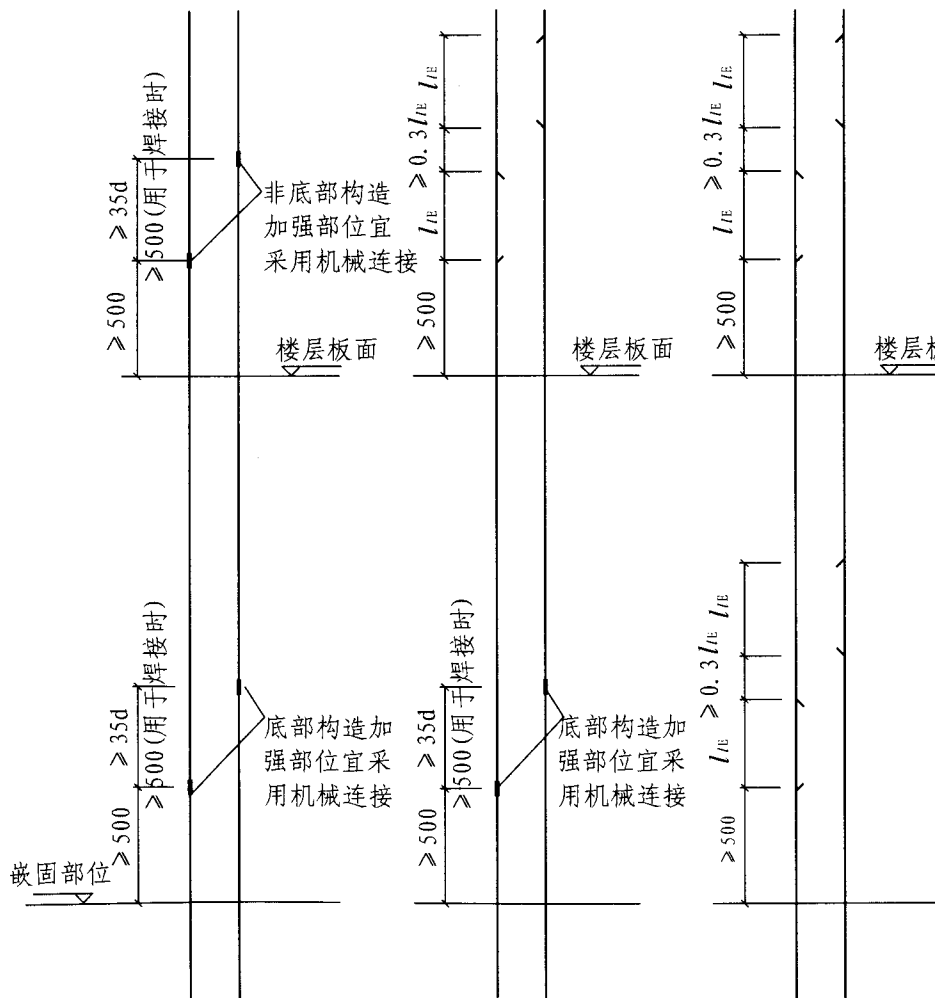 ≥35d
≥500(用于焊接时)
≥500
非底部构造
加强部位宜
采用机械连接
楼层板面
≥35d
≥500(用于焊接时)
≥500
底部构造加
强部位宜采
用机械连接
嵌固部位
llE
≥0.3llE
llE
≥500
楼层板面
≥35d
≥500(用于焊接时)
≥500
底部构造加
强部位宜采
用机械连接
llE
≥0.3llE
llE
≥500
楼层板
llE
≥0.3llE
llE
≥500